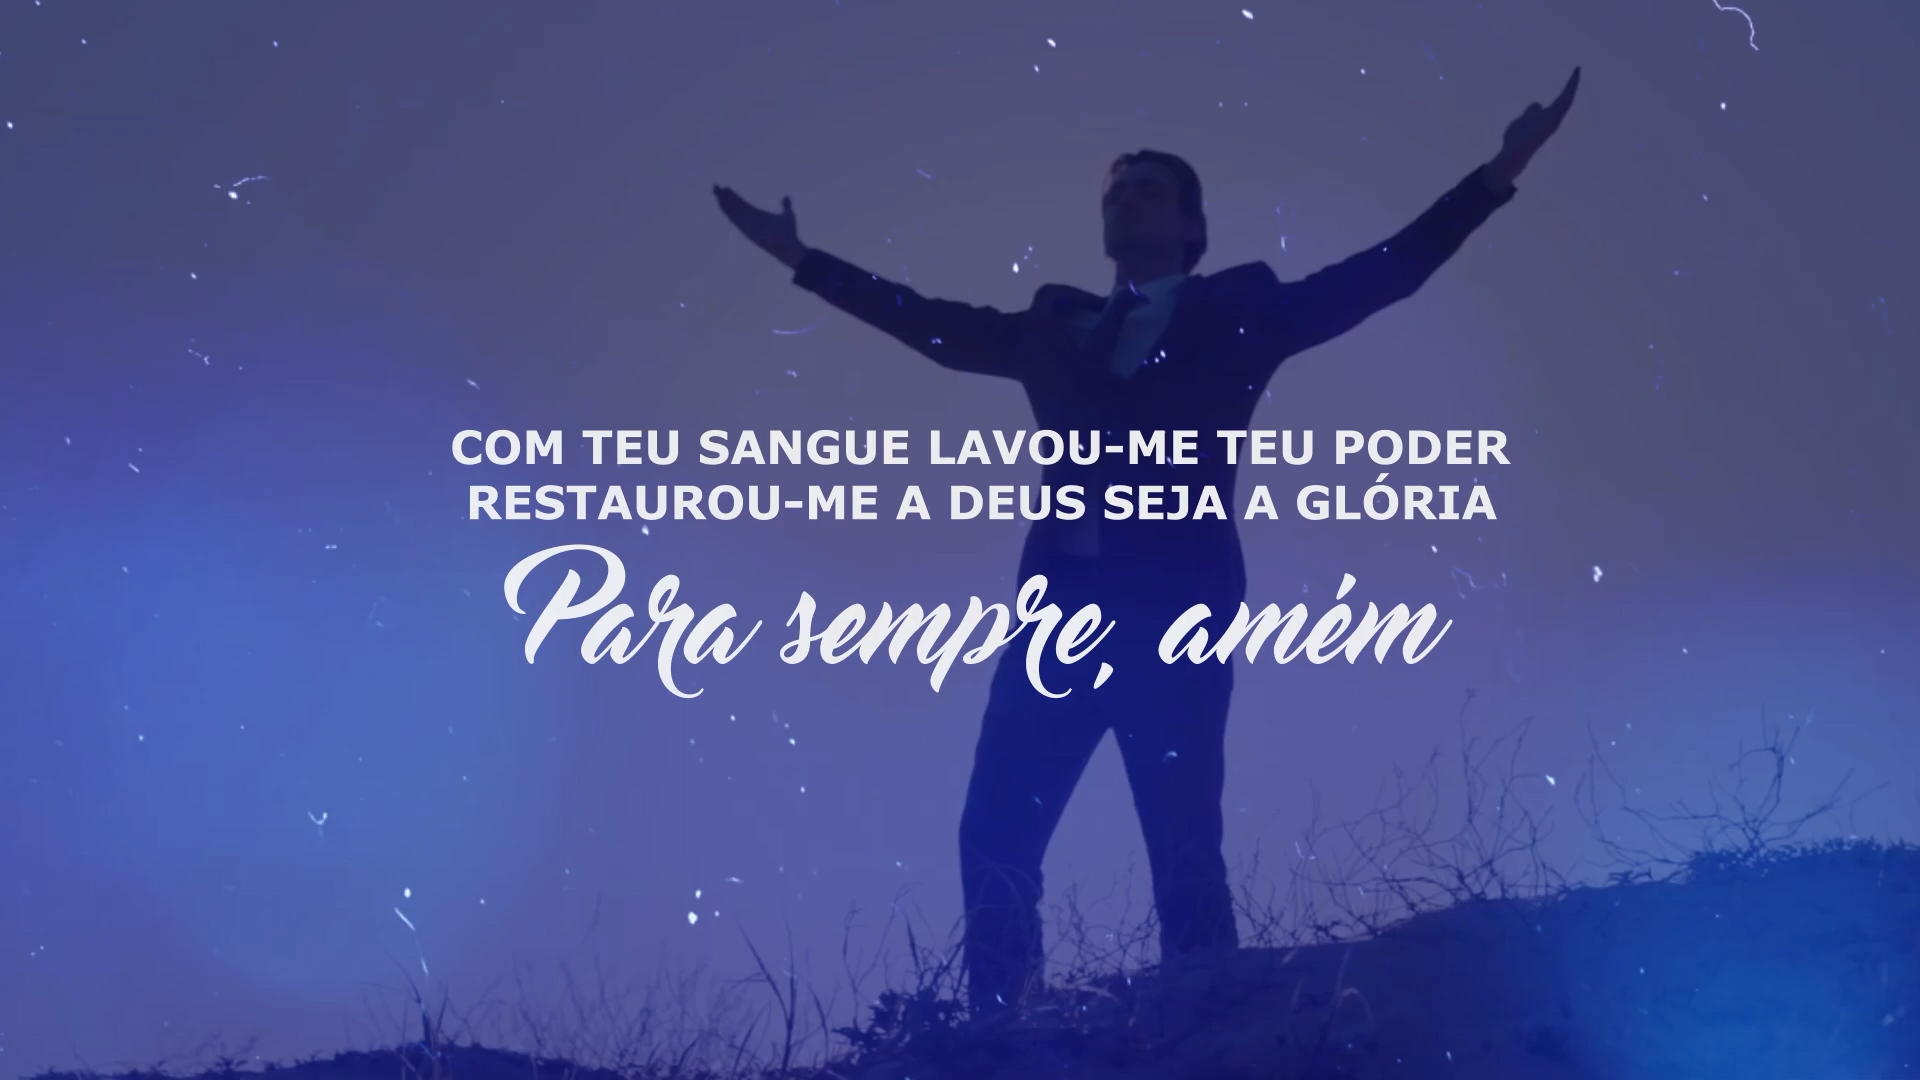 COM TEU SANGUE LAVOU-ME TEU PODER
RESTAUROU-ME A DEUS SEJA A GLÓRIA
Para sempre, amém